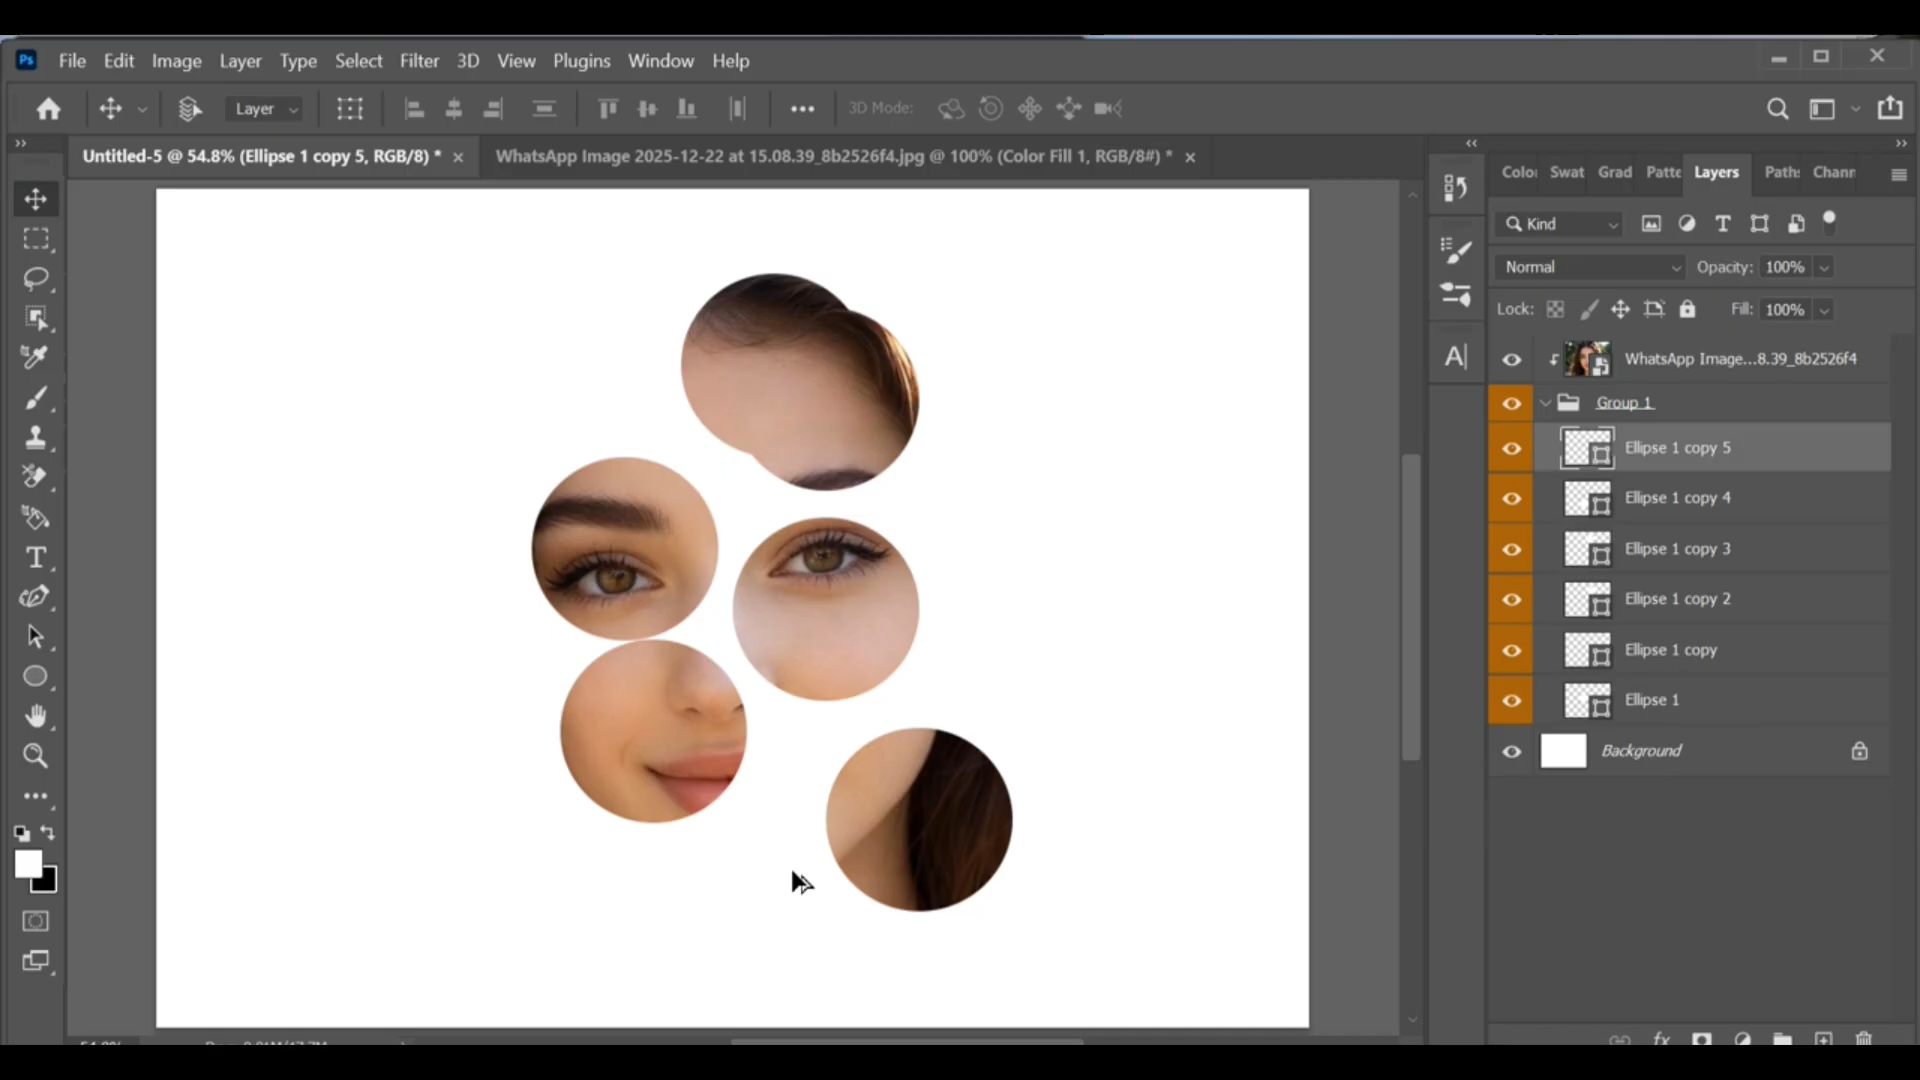 Ps File Edit Image Layer Type Select Filter 3D View Plugins Window Help
Layer 3D Mode:
Untitled-5 @ 54.8% (Ellipse 1 copy 5, RGB/8) * WhatsApp Image 2025-12-22 at 15.08.39_8b2526f4.jpg @ 100% (Color Fill 1, RGB/8#) *
Color Swat Grad Patte Layers Paths Chann
Kind
Normal Opacity: 100%
Lock: Fill: 100%
WhatsApp Image...8.39_8b2526f4
Group 1
Ellipse 1 copy 5
Ellipse 1 copy 4
Ellipse 1 copy 3
Ellipse 1 copy 2
Ellipse 1 copy
Ellipse 1
Background
fx